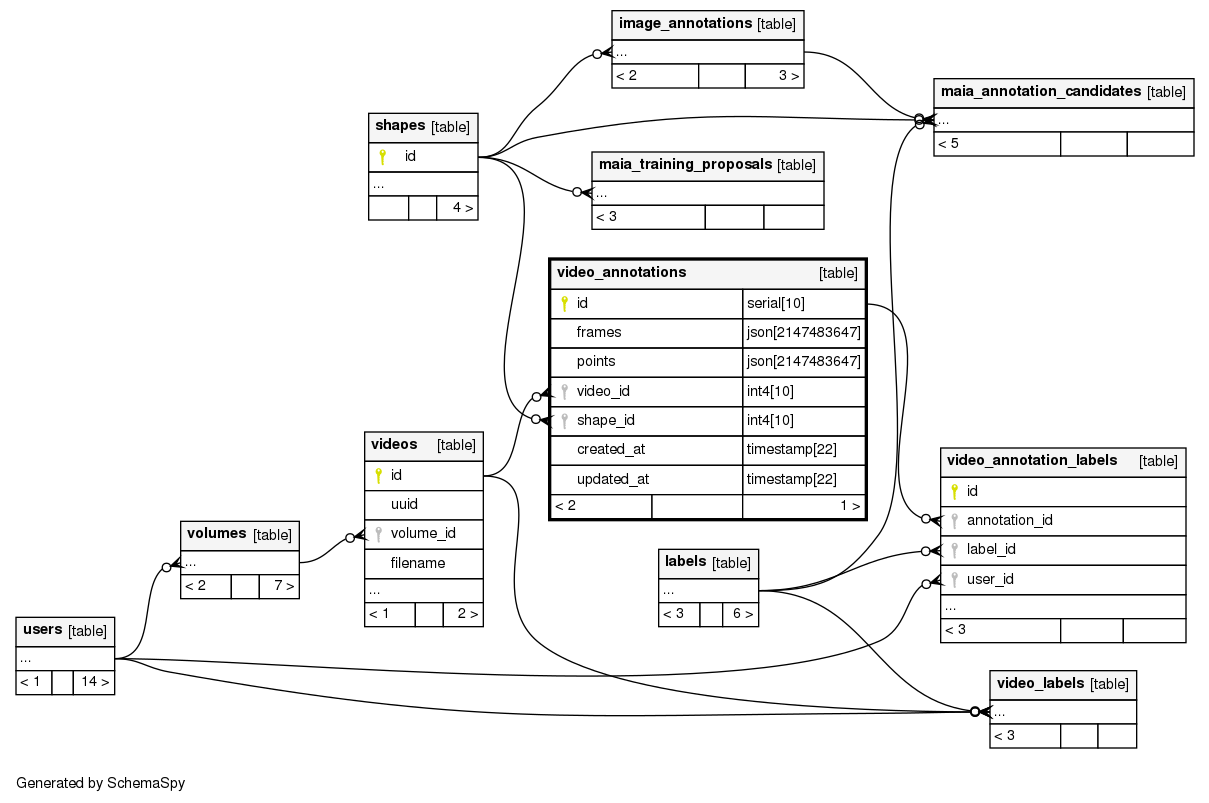 image_annotations [table]
...
< 2 3 >
maia_annotation_candidates [table]
...
< 5
shapes [table]
id
...
4 >
maia_training_proposals [table]
...
< 3
video_annotations [table]
id serial[10]
frames json[2147483647]
points json[2147483647]
video_id int4[10]
shape_id int4[10]
created_at timestamp[22]
updated_at timestamp[22]
< 2 1 >
videos [table]
id
uuid
volume_id
filename
...
< 1 2 >
video_annotation_labels [table]
id
annotation_id
label_id
user_id
...
< 3
volumes [table]
...
< 2 7 >
labels [table]
...
< 3 6 >
users [table]
...
< 1 14 >
video_labels [table]
...
< 3
Generated by SchemaSpy